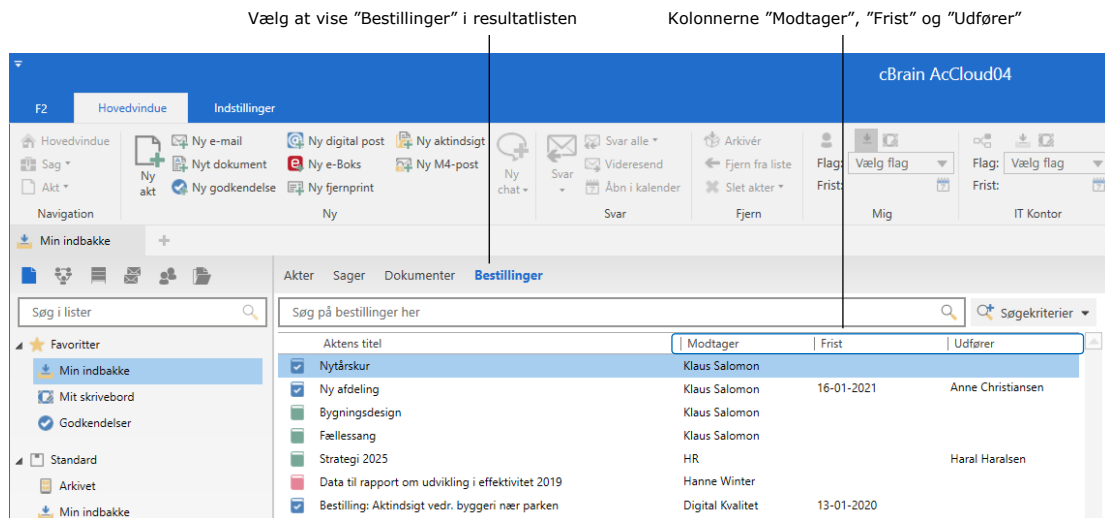 Vælg at vise ”Bestillinger” i resultatlisten
Kolonnerne ”Modtager”, ”Frist” og ”Udfører”
cBrain AcCloud04
F2 Hovedvindue Indstillinger
Hovedvindue
Sag
Akt
Navigation
Ny akt
Ny e-mail
Nyt dokument
Ny godkendelse
Ny digital post
Ny e-Boks
Ny fjernprint
Ny aktindsigt
Ny M4-post
Ny chat
Ny
Svar
Svar alle
Videresend
Åbn i kalender
Svar
Arkivér
Fjern fra liste
Slet akter
Fjern
Flag: Vælg flag
Frist:
Mig
Flag: Vælg flag
Frist:
IT Kontor
Min indbakke +
Akter Sager Dokumenter Bestillinger
Søg i lister
Søg på bestillinger her
Søgekriterier
Favoritter
Min indbakke
Mit skrivebord
Godkendelser
Standard
Arkivet
Min indbakke
Aktens titel Modtager Frist Udfører
Nytårskur Klaus Salomon
Ny afdeling Klaus Salomon 16-01-2021 Anne Christiansen
Bygningsdesign Klaus Salomon
Fællessang Klaus Salomon
Strategi 2025 HR Haral Haralsen
Data til rapport om udvikling i effektivitet 2019 Hanne Winter
Bestilling: Aktindsigt vedr. byggeri nær parken Digital Kvalitet 13-01-2020